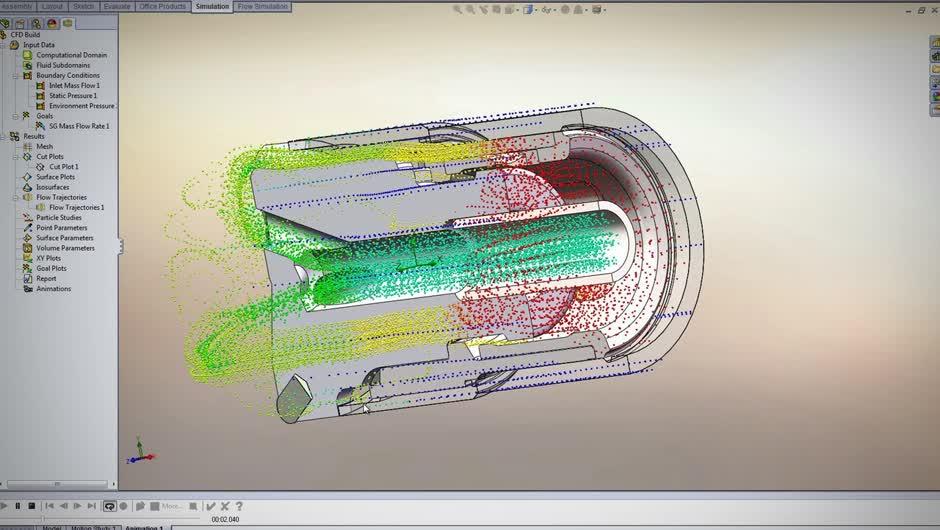 Assembly Layout Sketch Evaluate Office Products Simulation Flow Simulation
CFD Build
Input Data
Computational Domain
Fluid Subdomains
Boundary Conditions
Inlet Mass Flow 1
Static Pressure 1
Environment Pressure
Goals
SG Mass Flow Rate 1
Results
Mesh
Cut Plots
Cut Plot 1
Surface Plots
Isosurfaces
Flow Trajectories
Flow Trajectories 1
Particle Studies
Point Parameters
Surface Parameters
Volume Parameters
XY Plots
Goal Plots
Report
Animations
More...
00:02.040
Model Motion Study 1 Animation 1